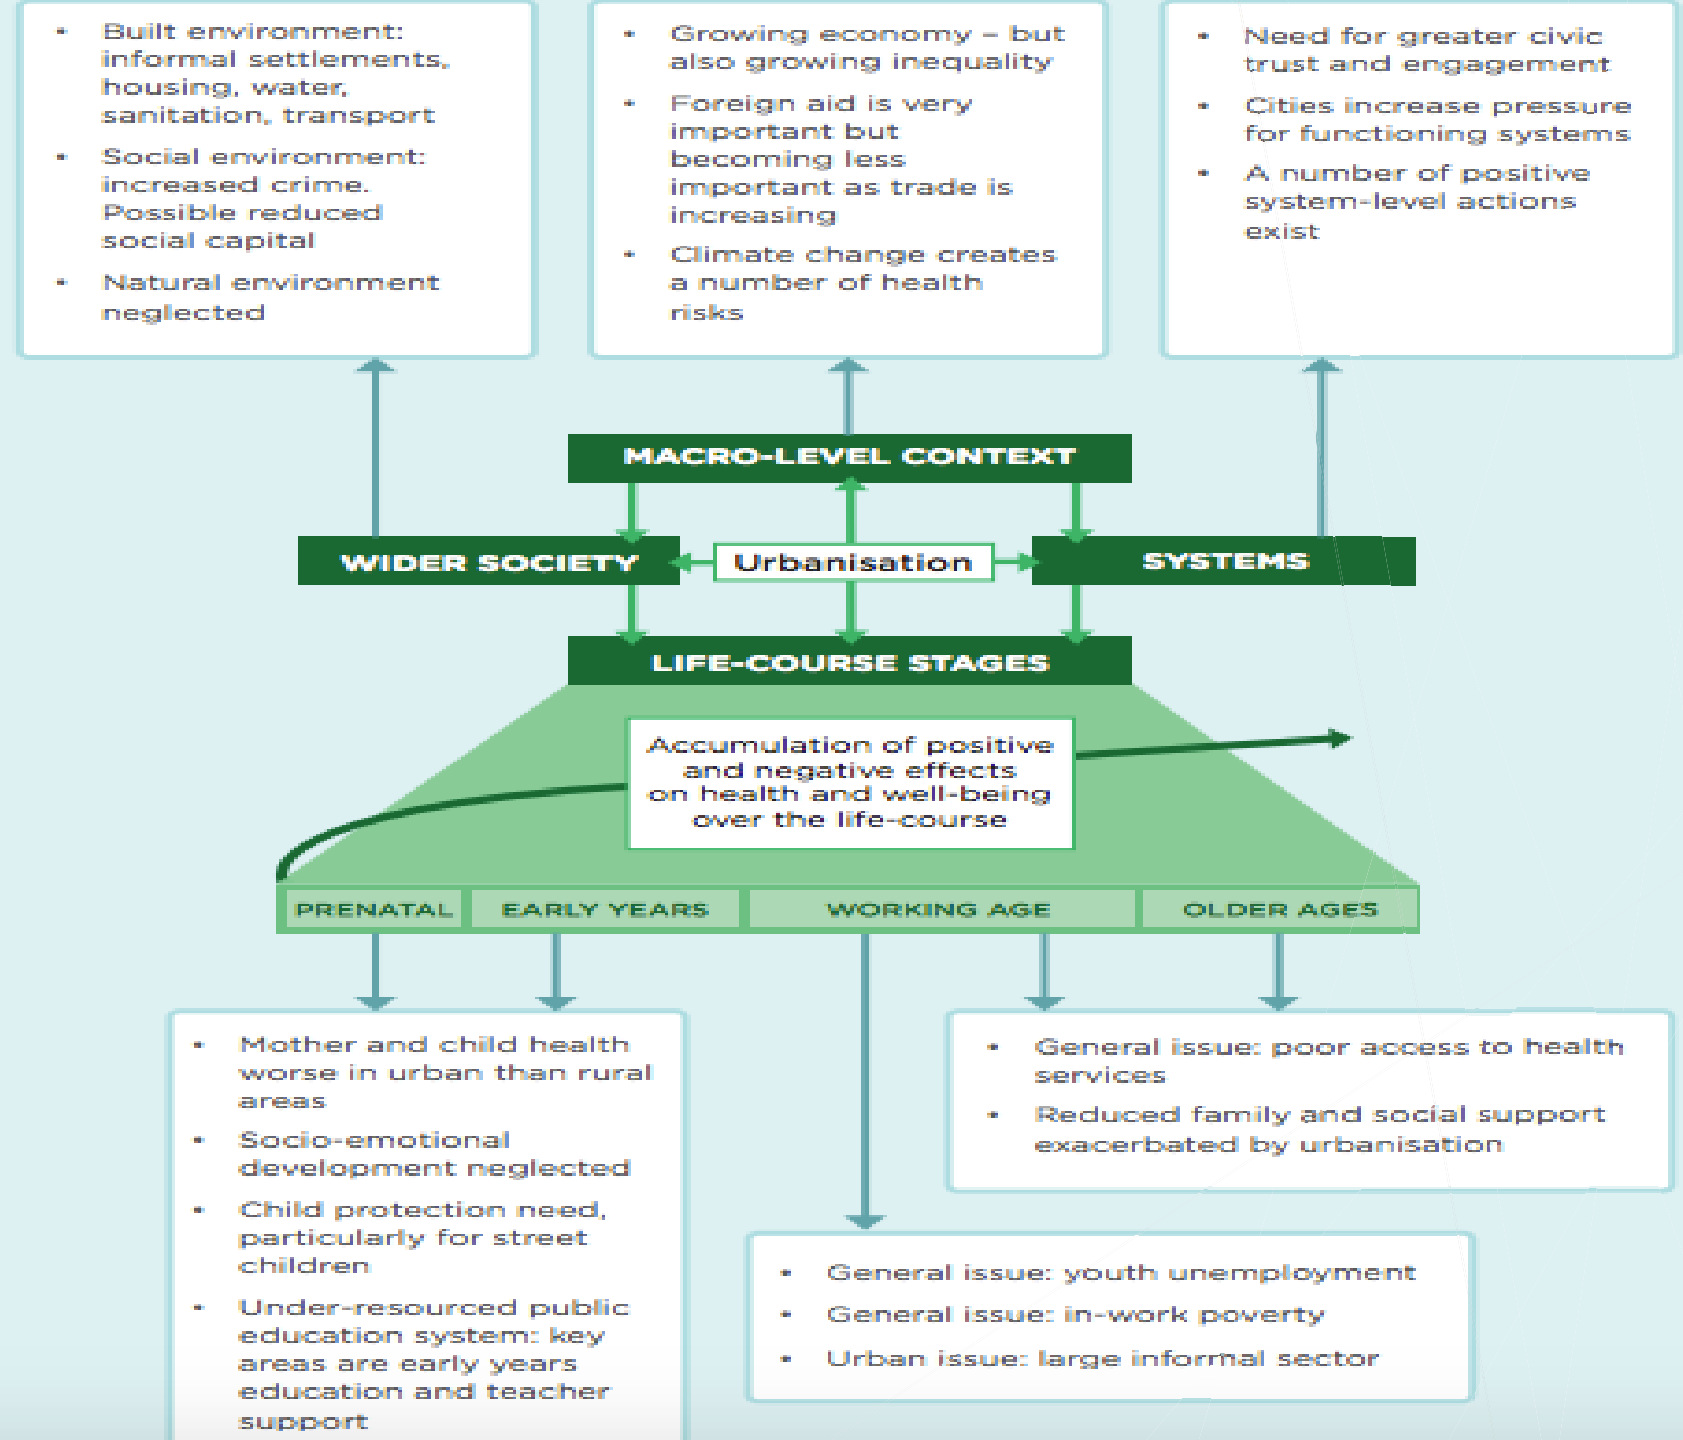 • Built environment:
informal settlements,
housing, water,
sanitation, transport
• Social environment:
increased crime.
Possible reduced
social capital
• Natural environment
neglected
• Growing economy – but
also growing inequality
• Foreign aid is very
important but
becoming less
important as trade is
increasing
• Climate change creates
a number of health
risks
• Need for greater civic
trust and engagement
• Cities increase pressure
for functioning systems
• A number of positive
system-level actions
exist
MACRO-LEVEL CONTEXT
WIDER SOCIETY
Urbanisation
SYSTEMS
LIFE-COURSE STAGES
Accumulation of positive
and negative effects
on health and well-being
over the life-course
PRENATAL
EARLY YEARS
WORKING AGE
OLDER AGES
• Mother and child health
worse in urban than rural
areas
• Socio-emotional
development neglected
• Child protection need,
particularly for street
children
• Under-resourced public
education system: key
areas are early years
education and teacher
support
• General issue: poor access to health
services
• Reduced family and social support
exacerbated by urbanisation
• General issue: youth unemployment
• General issue: in-work poverty
• Urban issue: large informal sector